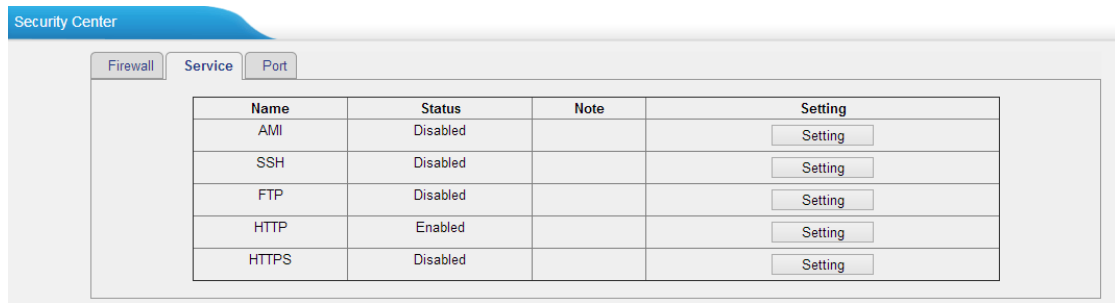 Security Center
Firewall Service Port
Name Status Note Setting
AMI Disabled Setting
SSH Disabled Setting
FTP Disabled Setting
HTTP Enabled Setting
HTTPS Disabled Setting